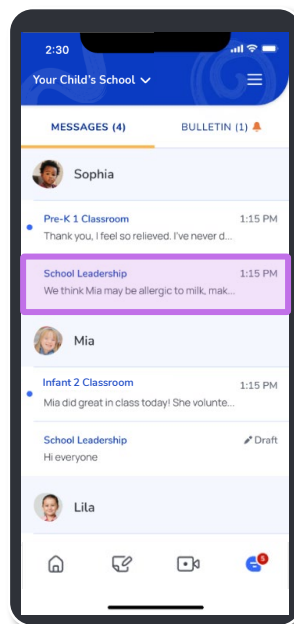 2:30
Your Child's School
MESSAGES (4)
BULLETIN (1)
Sophia
Pre-K 1 Classroom
1:15 PM
Thank you, I feel so relieved. I've never d...
School Leadership
1:15 PM
We think Mia may be allergic to milk, mak...
Mia
Infant 2 Classroom
1:15 PM
Mia did great in class today! She volunte...
School Leadership
Draft
Hi everyone
Lila
5